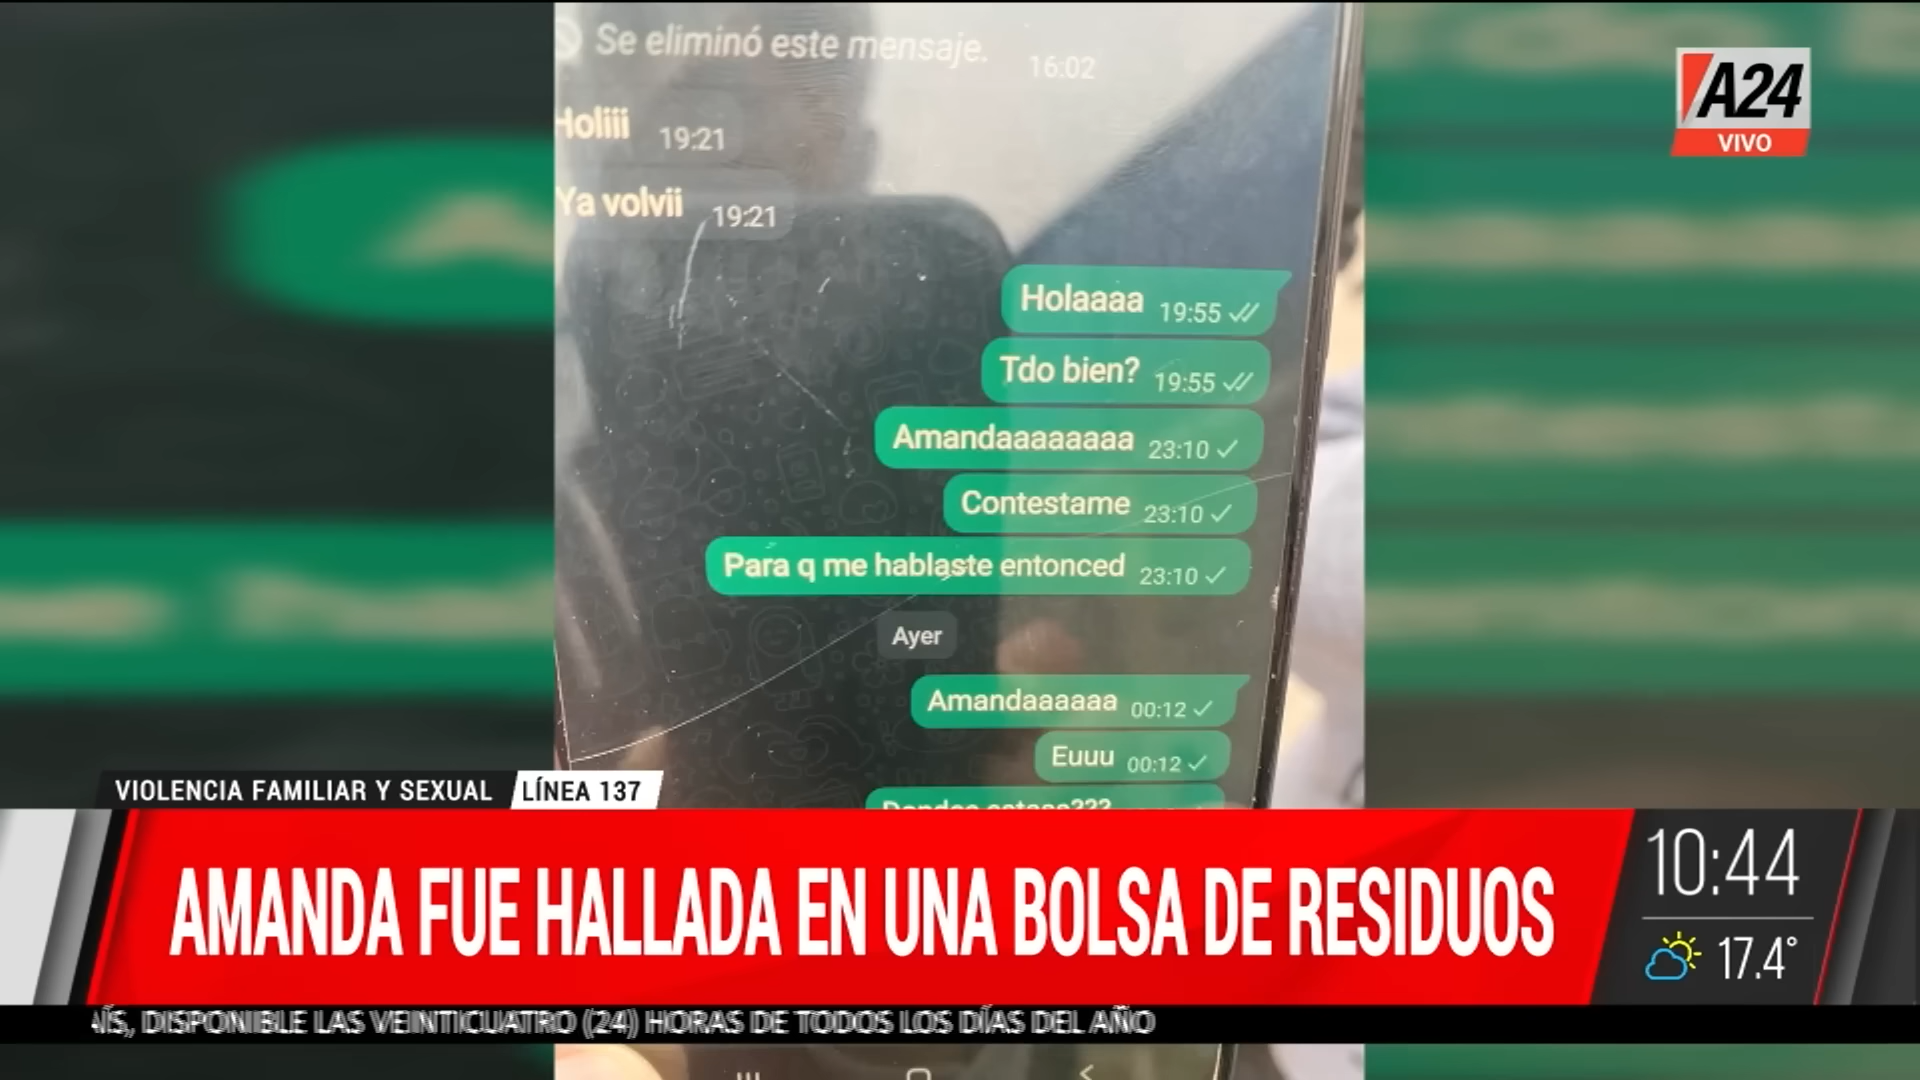 Se eliminó este mensaje. 16:02
Holiii 19:21
Ya volvii 19:21
A24
VIVO
Holaaaa 19:55
Tdo bien? 19:55
Amandaaaaaaaa 23:10
Contestame 23:10
Para q me hablaste entonced 23:10
Ayer
Amandaaaaaa 00:12
Euuu 00:12
VIOLENCIA FAMILIAR Y SEXUAL LÍNEA 137
AMANDA FUE HALLADA EN UNA BOLSA DE RESIDUOS
10:44
17.4°
DISPONIBLE LAS VEINTICUATRO (24) HORAS DE TODOS LOS DÍAS DEL AÑO